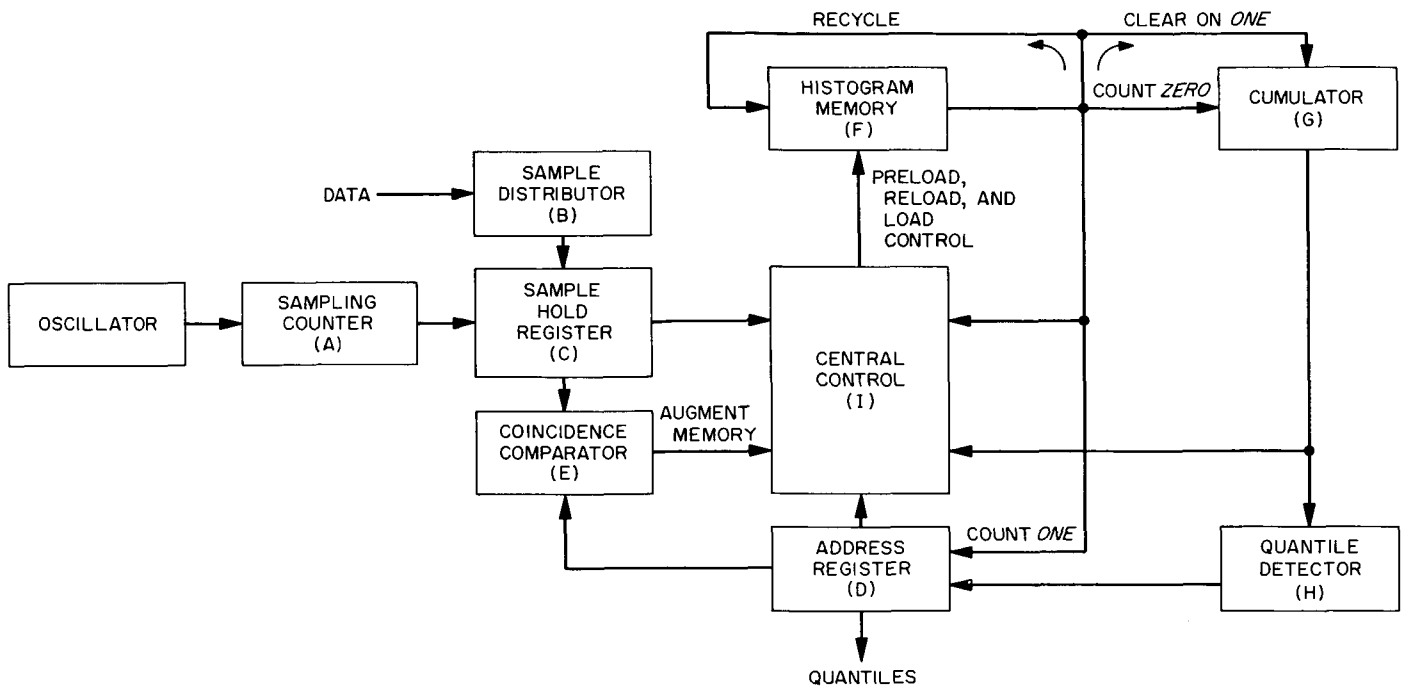 RECYCLE
CLEAR ON ONE
HISTOGRAM
MEMORY
(F)
COUNT ZERO
CUMULATOR
(G)
DATA
SAMPLE
DISTRIBUTOR
(B)
PRELOAD,
RELOAD, AND
LOAD
CONTROL
OSCILLATOR
SAMPLING
COUNTER
(A)
SAMPLE
HOLD
REGISTER
(C)
CENTRAL
CONTROL
(I)
COINCIDENCE
COMPARATOR
(E)
AUGMENT
MEMORY
ADDRESS
REGISTER
(D)
COUNT ONE
QUANTILE
DETECTOR
(H)
QUANTILES